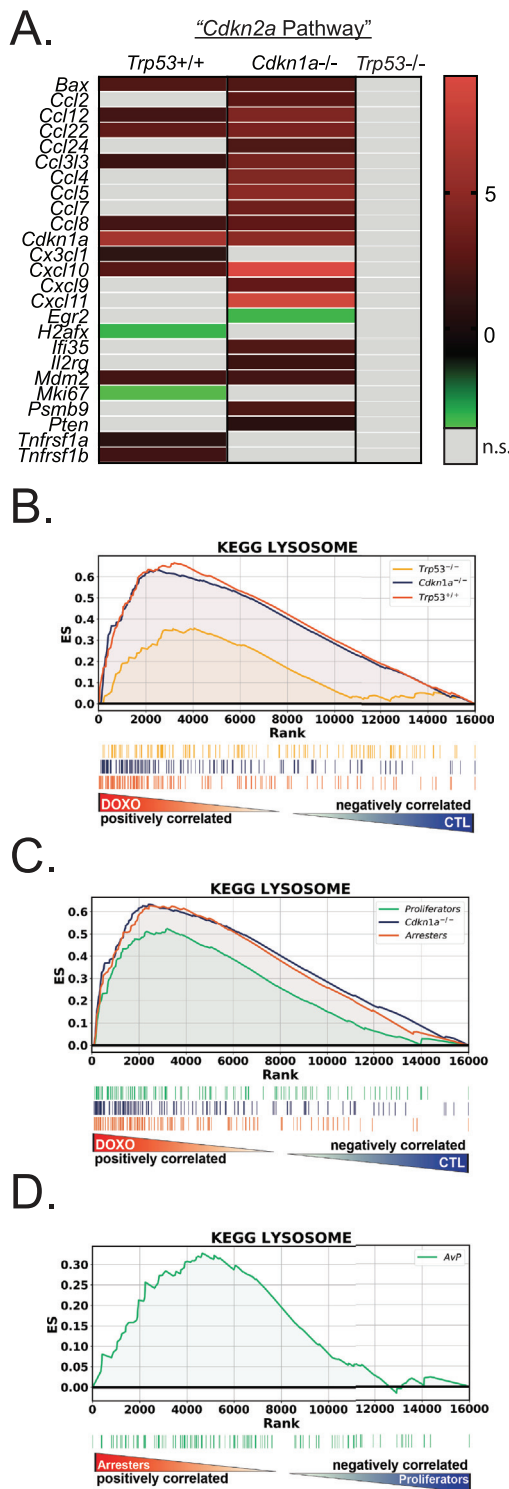 A.
"Cdkn2a Pathway"
Trp53+/+ Cdkn1a-/- Trp53-/-
Bax
Ccl2
Ccl12
Ccl22
Ccl24
Ccl3l3
Ccl4
Ccl5
Ccl7
Ccl8
Cdkn1a
Cx3cl1
Cxcl10
Cxcl9
Cxcl11
Egr2
H2afx
Ifi35
Il2rg
Mdm2
Mki67
Psmb9
Pten
Tnfrsf1a
Tnfrsf1b
5
0
n.s.
B.
KEGG LYSOSOME
Trp53-/-
Cdkn1a-/-
Trp53+/+
ES
0.6
0.5
0.4
0.3
0.2
0.1
0.0
0 2000 4000 6000 8000 10000 12000 14000 16000
Rank
DOXO
positively correlated
negatively correlated
CTL
C.
KEGG LYSOSOME
Proliferators
Cdkn1a-/-
Arresters
ES
0.6
0.5
0.4
0.3
0.2
0.1
0.0
0 2000 4000 6000 8000 10000 12000 14000 16000
Rank
DOXO
positively correlated
negatively correlated
CTL
D.
KEGG LYSOSOME
AvP
ES
0.30
0.25
0.20
0.15
0.10
0.05
0.00
0 2000 4000 6000 8000 10000 12000 14000 16000
Rank
Arresters
positively correlated
negatively correlated
Proliferators